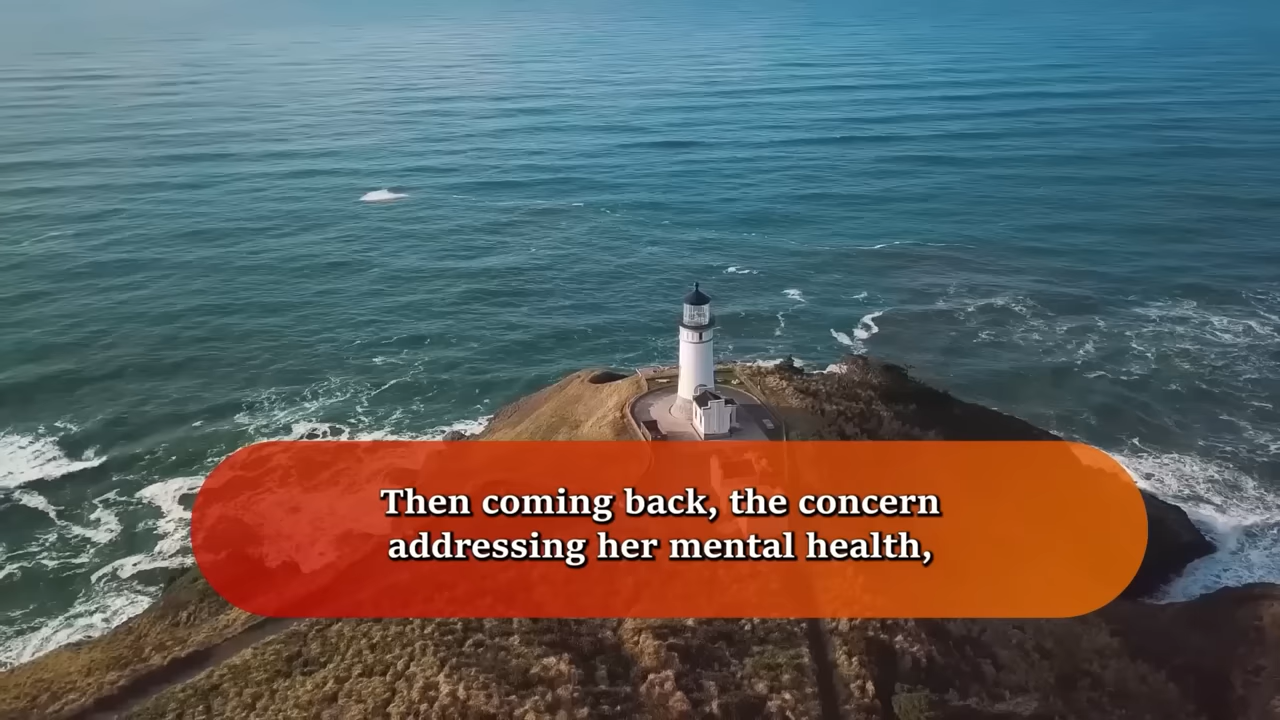 Then coming back, the concern
addressing her mental health,